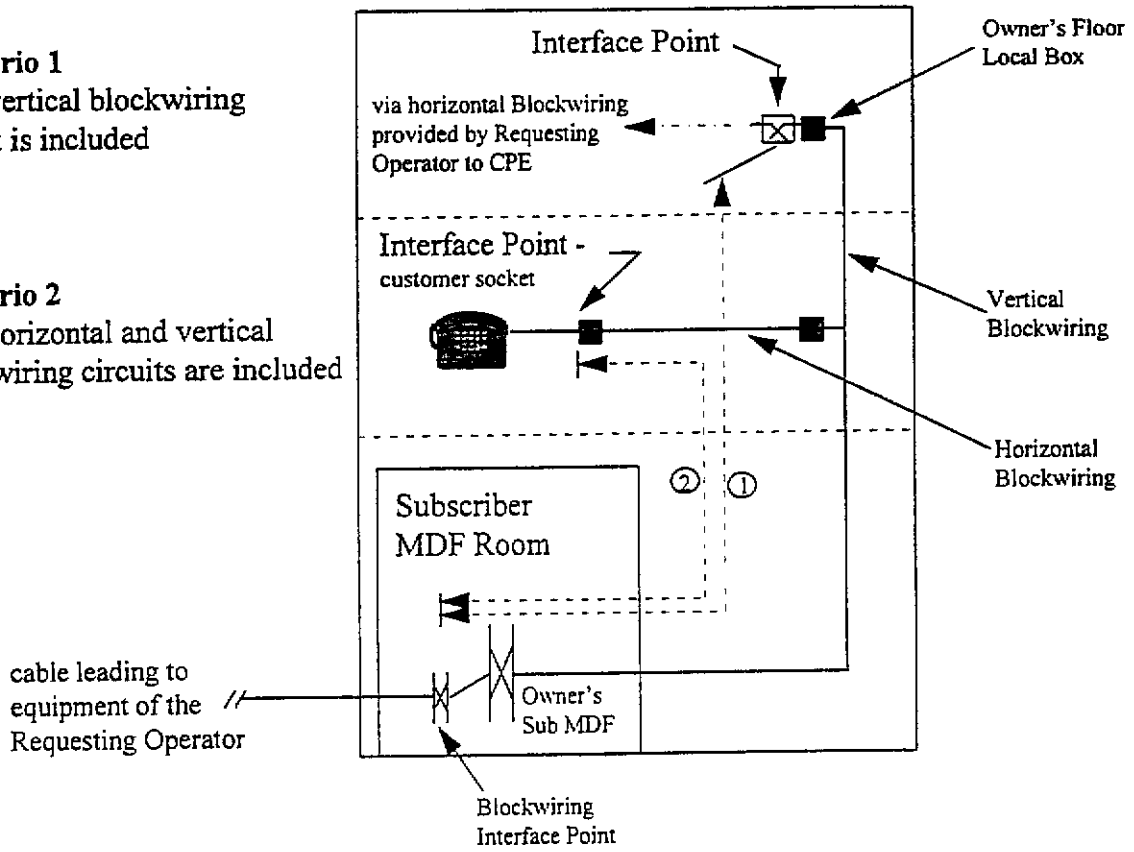 rio 1
vertical blockwiring
is included
rio 2
orizontal and vertical
wiring circuits are included
Interface Point
via horizontal Blockwiring
provided by Requesting
Operator to CPE
Owner's Floor
Local Box
Interface Point -
customer socket
Vertical
Blockwiring
Horizontal
Blockwiring
② ①
Subscriber
MDF Room
Owner's
Sub MDF
cable leading to
equipment of the
Requesting Operator
Blockwiring
Interface Point